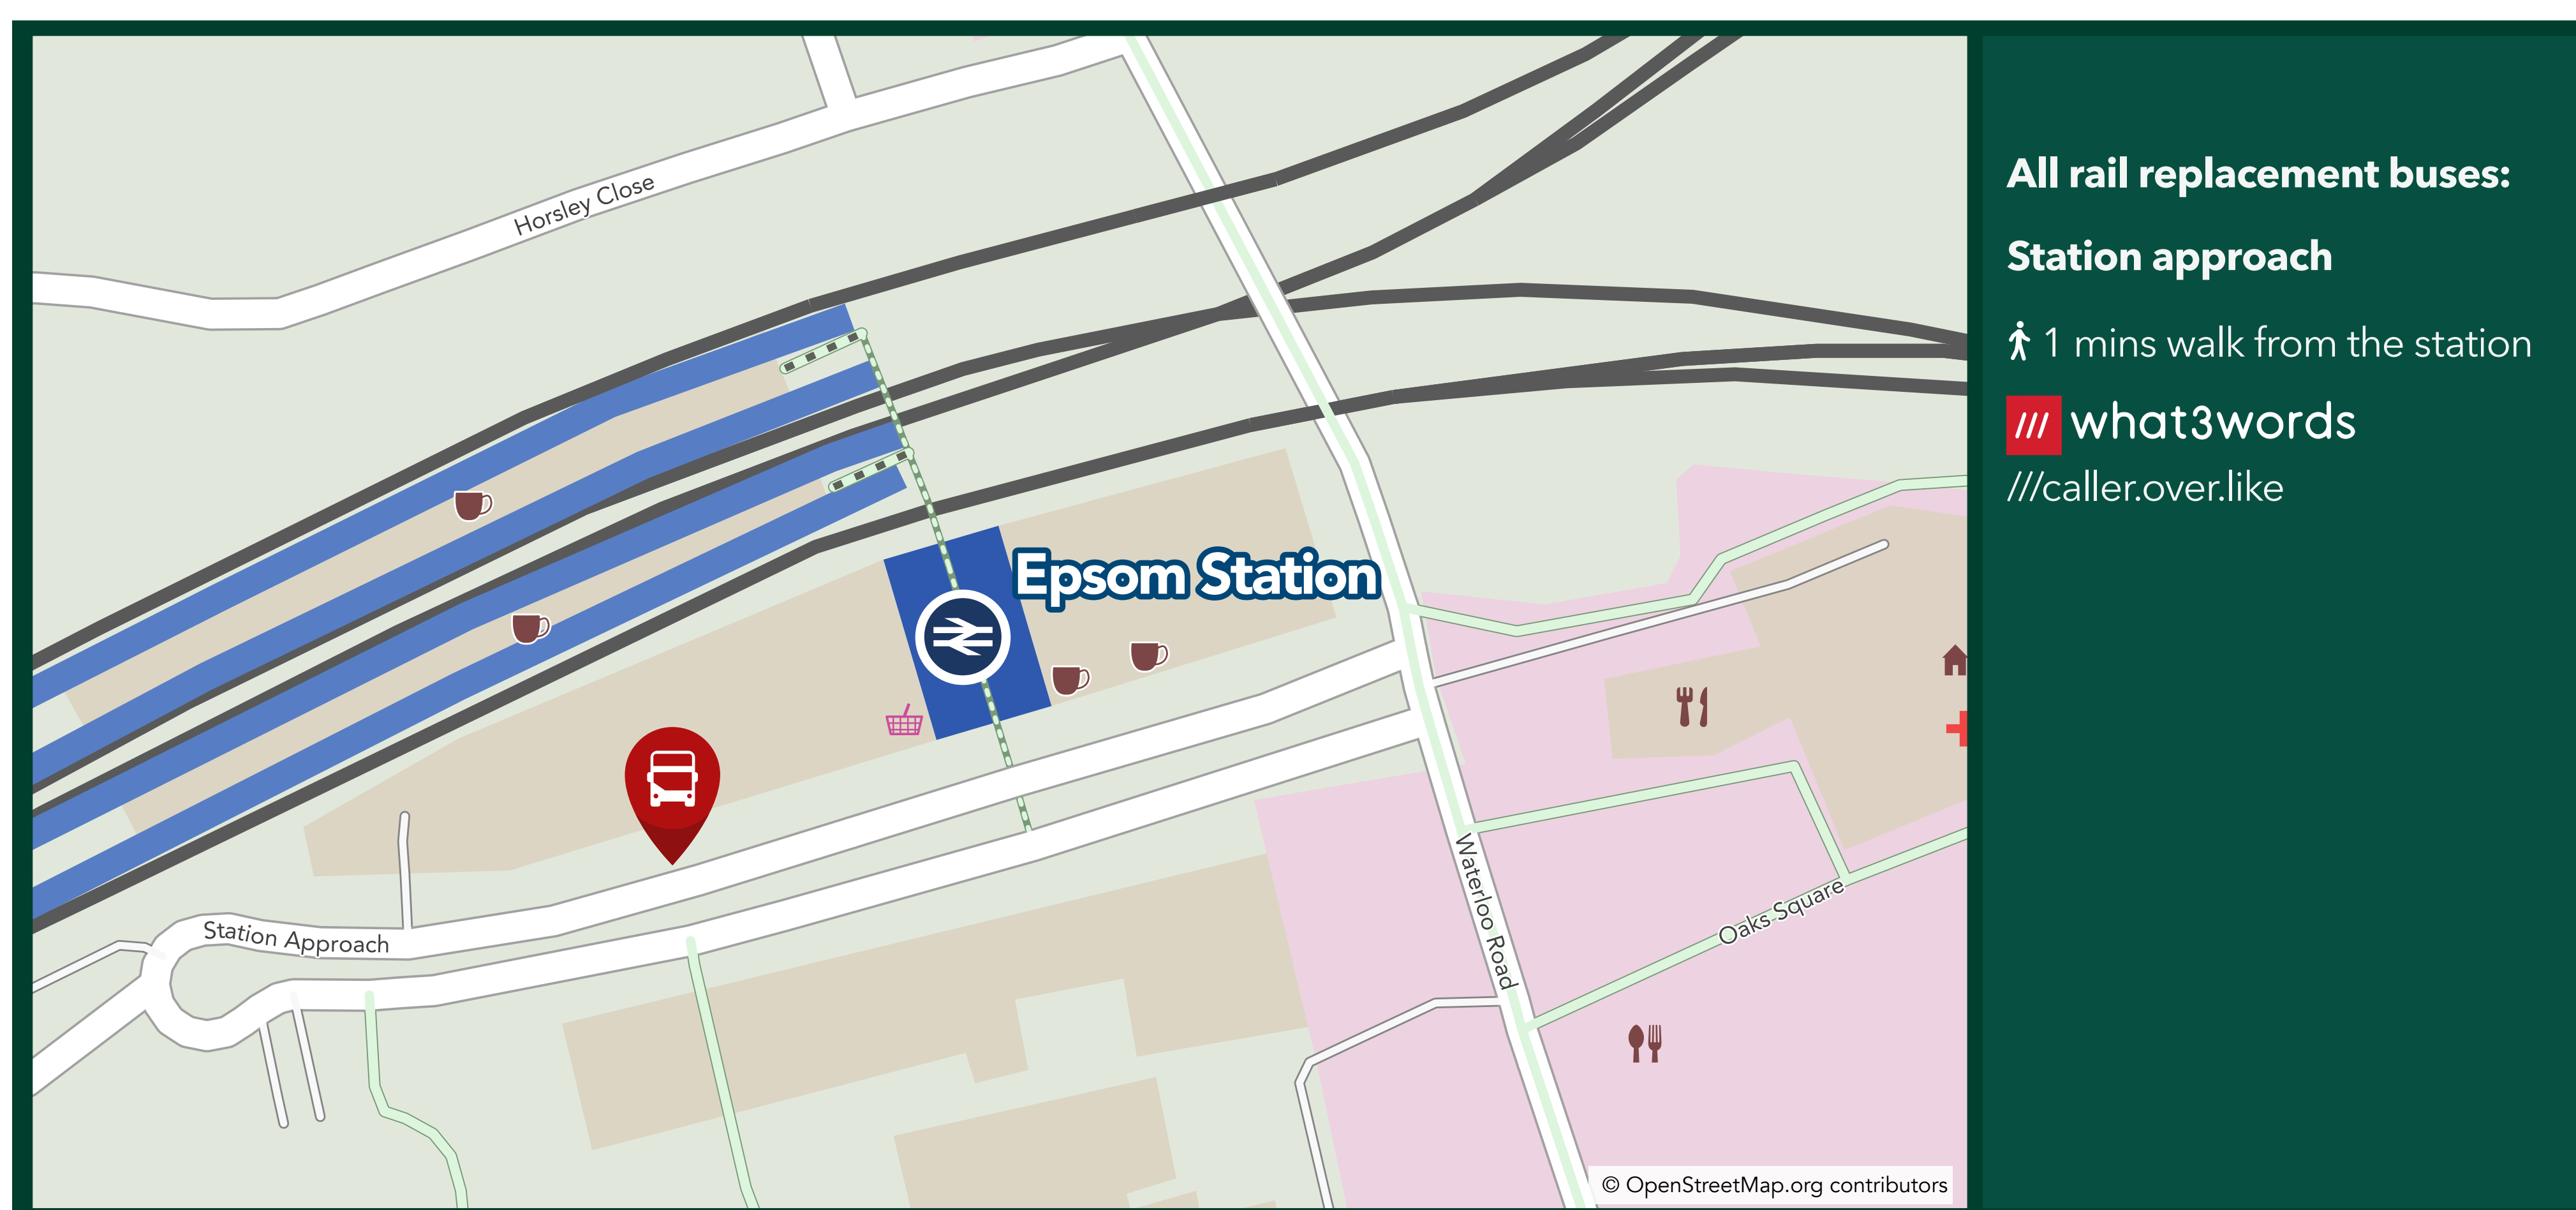 Horsley Close
Epsom Station
Station Approach
Waterloo Road
Oaks Square
© OpenStreetMap.org contributors
All rail replacement buses:
Station approach
1 mins walk from the station
/// what3words
///caller.over.like